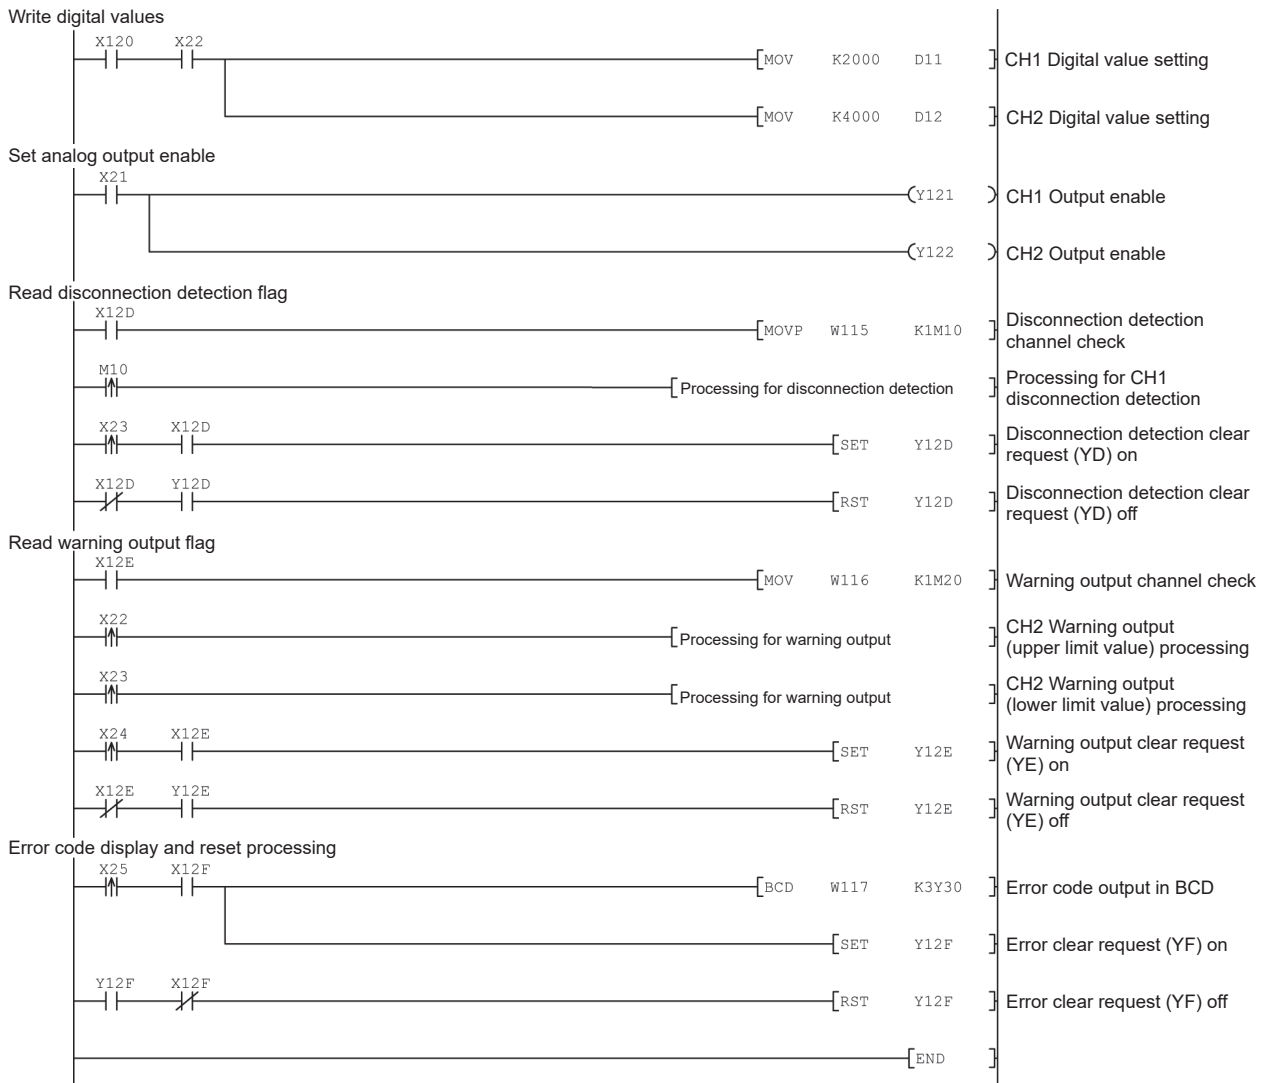 Write digital values
X120 X22
MOV K2000 D11 CH1 Digital value setting
MOV K4000 D12 CH2 Digital value setting
Set analog output enable
X21
Y121 CH1 Output enable
Y122 CH2 Output enable
Read disconnection detection flag
X12D
MOVP W115 K1M10 Disconnection detection
channel check
M10
Processing for disconnection detection Processing for CH1
disconnection detection
X23 X12D
SET Y12D Disconnection detection clear
request (YD) on
X12D Y12D
RST Y12D Disconnection detection clear
request (YD) off
Read warning output flag
X12E
MOV W116 K1M20 Warning output channel check
X22
Processing for warning output CH2 Warning output
(upper limit value) processing
X23
Processing for warning output CH2 Warning output
(lower limit value) processing
X24 X12E
SET Y12E Warning output clear request
(YE) on
X12E Y12E
RST Y12E Warning output clear request
(YE) off
Error code display and reset processing
X25 X12F
BCD W117 K3Y30 Error code output in BCD
SET Y12F Error clear request (YF) on
Y12F X12F
RST Y12F Error clear request (YF) off
END